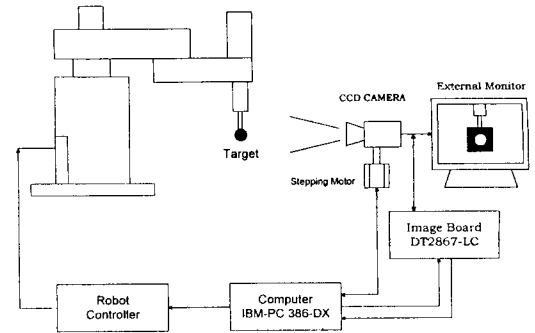 External Monitor
CCD CAMERA
Target
Stepping Motor
Image Board
DT2867-LC
Robot
Controller
Computer
IBM-PC 386-DX